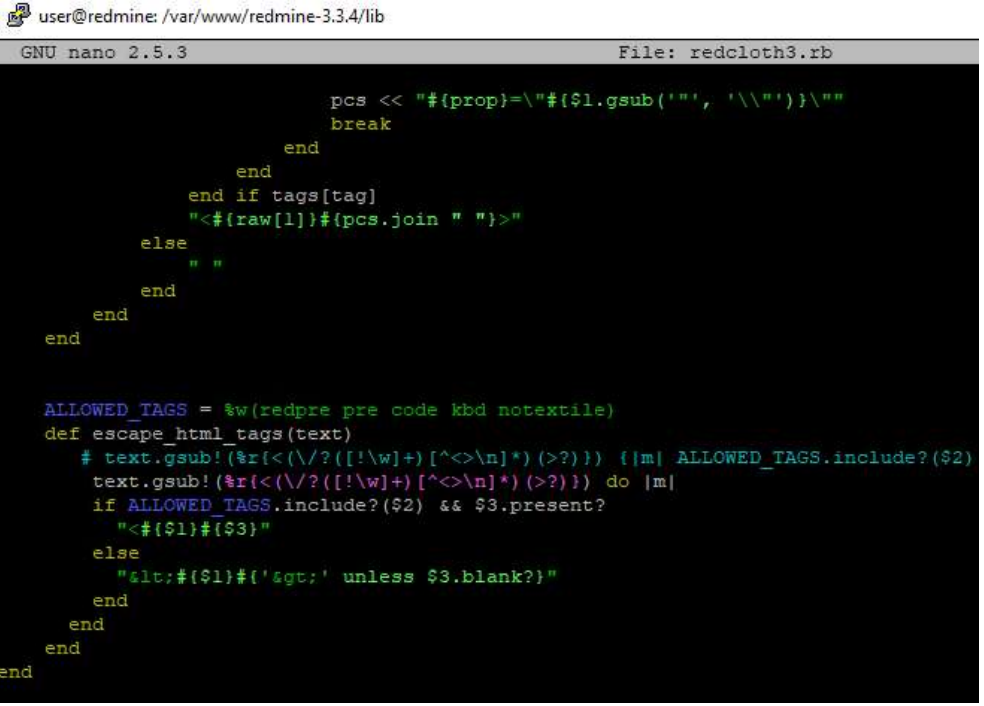 user@redmine: /var/www/redmine-3.3.4/lib
GNU nano 2.5.3 File: redcloth3.rb
pcs << "#{prop}=\"#{$1.gsub('"', '\\"')}\""
break
end
end
end if tags[tag]
"<#{raw[1]}#{pcs.join " "}>"
else
" "
end
end
end
ALLOWED_TAGS = %w(redpre pre code kbd notextile)
def escape_html_tags(text)
# text.gsub!(%r{<(\/?([!\w]+)[^<>\n]*)(>?)}) {|m| ALLOWED_TAGS.include?($2)
text.gsub!(%r{<(\/?([!\w]+)[^<>\n]*)(>?)}) do |m|
if ALLOWED_TAGS.include?($2) && $3.present?
"<#{$1}#{$3}"
else
"&lt;#{$1}#{'&gt;' unless $3.blank?}"
end
end
end
end